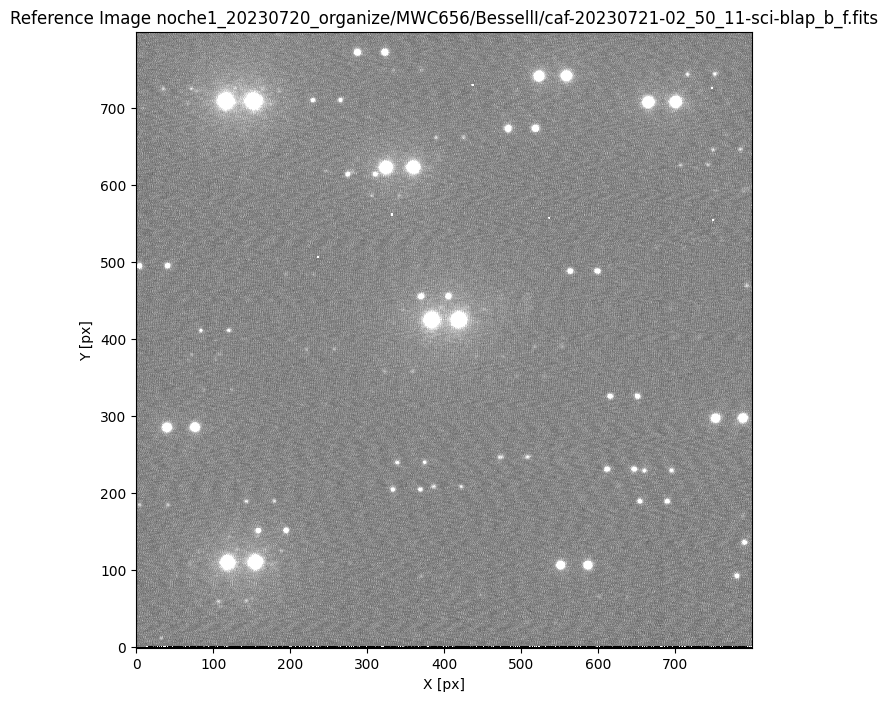 Reference Image noche1_20230720_organize/MWC656/BessellI/caf-20230721-02_50_11-sci-blap_b_f.fits
700
600
500
400
300
200
100
0
Y [px]
0 100 200 300 400 500 600 700
X [px]